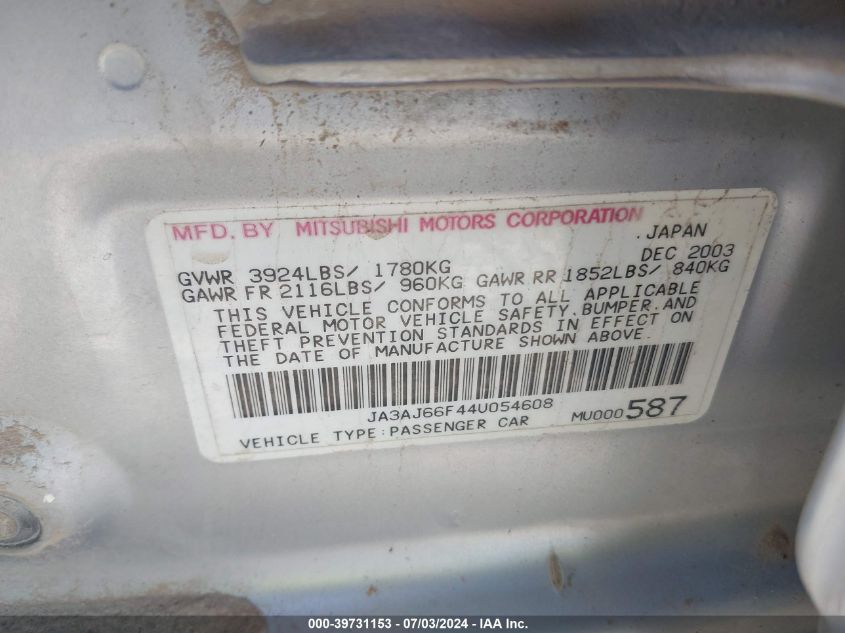 MFD. BY MITSUBISHI MOTORS CORPORATION
.JAPAN
GVWR 3924LBS/ 1780KG DEC 2003
GAWR FR 2116LBS/ 960KG GAWR RR 1852LBS/ 840KG
THIS VEHICLE CONFORMS TO ALL APPLICABLE
FEDERAL MOTOR VEHICLE SAFETY,BUMPER,AND
THEFT PREVENTION STANDARDS IN EFFECT ON
THE DATE OF MANUFACTURE SHOWN ABOVE.
JA3AJ66F44U054608
VEHICLE TYPE:PASSENGER CAR MU000587
000-39731153 - 07/03/2024 - IAA Inc.